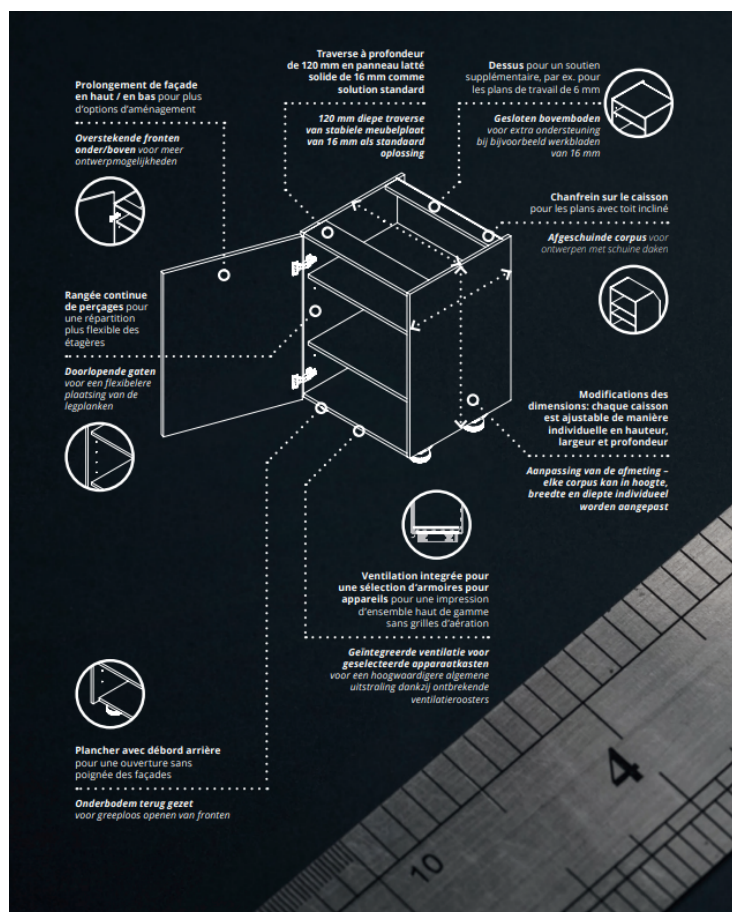 Traverse à profondeur
de 120 mm en panneau latté
solide de 16 mm comme
solution standard
120 mm diepe traverse
van stabiele meubelplaat
van 16 mm als standaard
oplossing
Dessus pour un soutien
supplémentaire, par ex. pour
les plans de travail de 6 mm
Gesloten bovemboden
voor extra ondersteuning
bij bijvoorbeeld werkbladen
van 16 mm
Prolongement de façade
en haut / en bas pour plus
d'options d'aménagement
Overstekende fronten
onder/boven voor meer
ontwerpmogelijkheden
Chanfrein sur le caisson
pour les plans avec toit incliné
Afgeschuinde corpus voor
ontwerpen met schuine daken
Rangée continue
de perçages pour
une répartition
plus flexible des
étagères
Doorlopende gaten
voor een flexibelere
plaatsing van de
legplanken
Modifications des
dimensions: chaque caisson
est ajustable de manière
individuelle en hauteur,
largeur et profondeur
Aanpassing van de afmeting –
elke corpus kan in hoogte,
breedte en diepte individueel
worden aangepast
Ventilation integrée pour
une sélection d'armoires pour
appareils pour une impression
d'ensemble haut de gamme
sans grilles d'aération
Geïntegreerde ventilatie voor
geselecteerde apparaatkasten
voor een hoogwaardigere algemene
uitstraling dankzij ontbrekende
ventilatieroosters
Plancher avec débord arrière
pour une ouverture sans
poignée des façades
Onderbodem terug gezet
voor greeploos openen van fronten
4
10